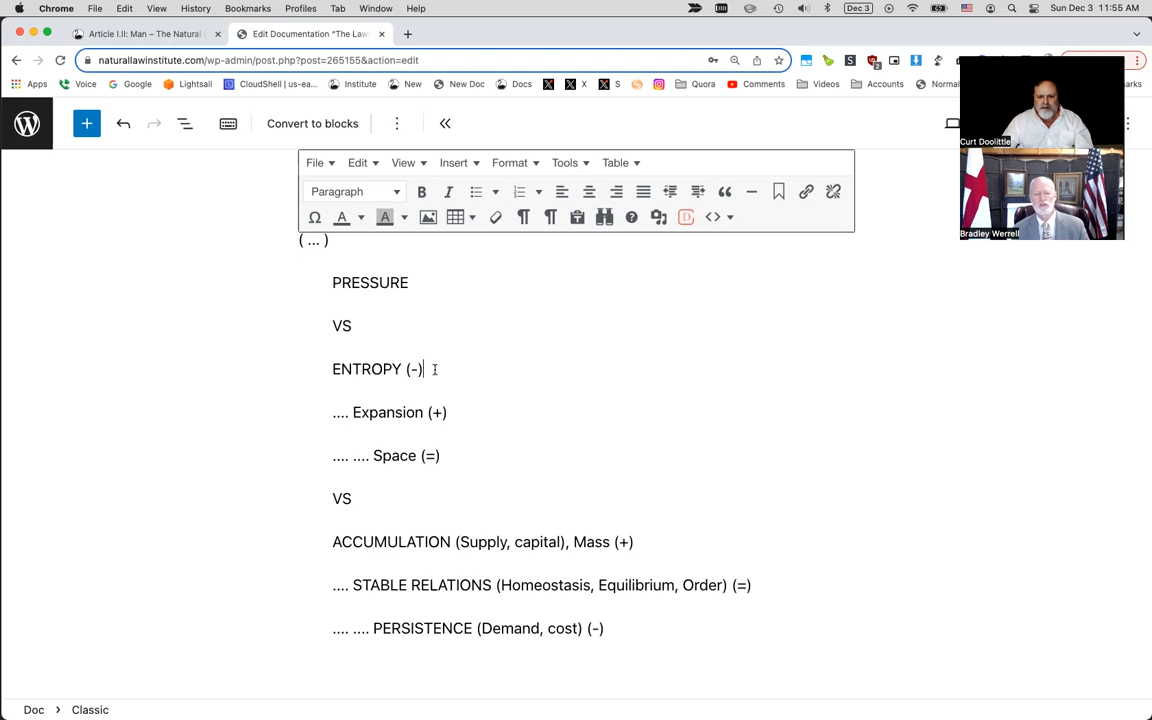 Chrome File Edit View History Bookmarks Profiles Tab Window Help Dec 3 Sun Dec 3 11:55 AM
Article I.II: Man – The Natural Edit Documentation “The Law
naturallawinstitute.com/wp-admin/post.php?post=265155&action=edit
Apps Voice Google Lightsail CloudShell | us-ea... Institute New New Doc Docs X S Quora Comments Videos Accounts Normal
Convert to blocks
Curt Doolittle
File Edit View Insert Format Tools Table
Paragraph
Bradley Werrell
( ... )
PRESSURE
VS
ENTROPY (-)
.... Expansion (+)
.... .... Space (=)
VS
ACCUMULATION (Supply, capital), Mass (+)
.... STABLE RELATIONS (Homeostasis, Equilibrium, Order) (=)
.... .... PERSISTENCE (Demand, cost) (-)
Doc > Classic